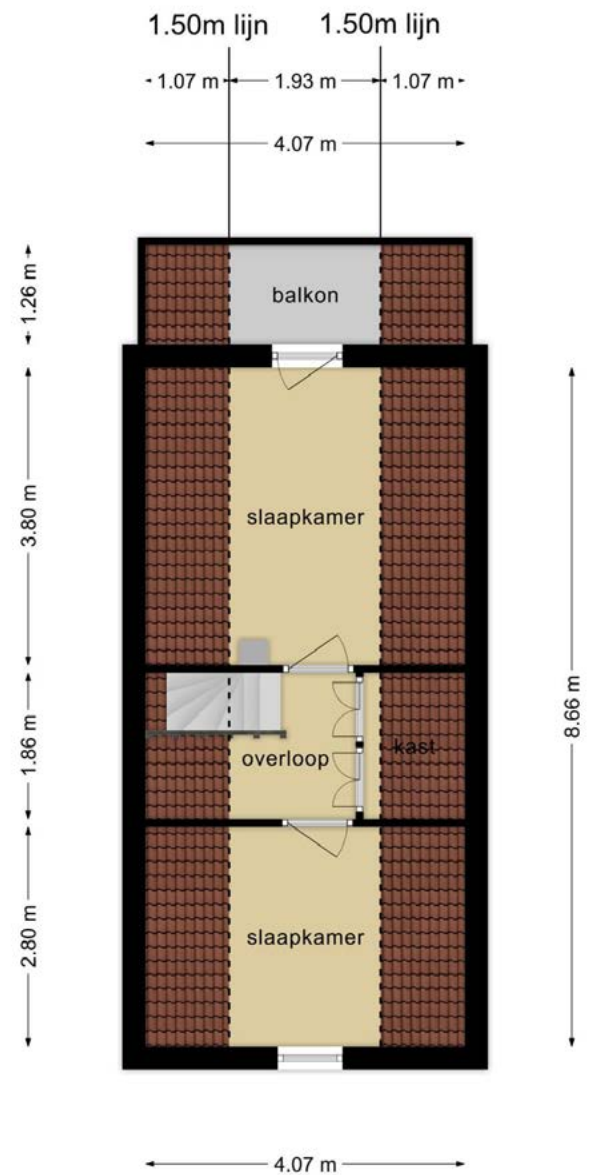 1.50m lijn 1.50m lijn
1.07 m 1.93 m 1.07 m
4.07 m
1.26 m
balkon
3.80 m
slaapkamer
8.66 m
1.86 m
overloop
kast
2.80 m
slaapkamer
4.07 m